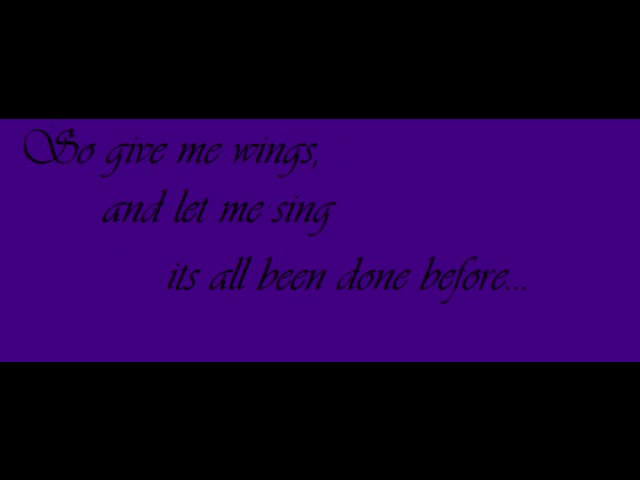 So give me wings,
and let me sing
its all been done before...